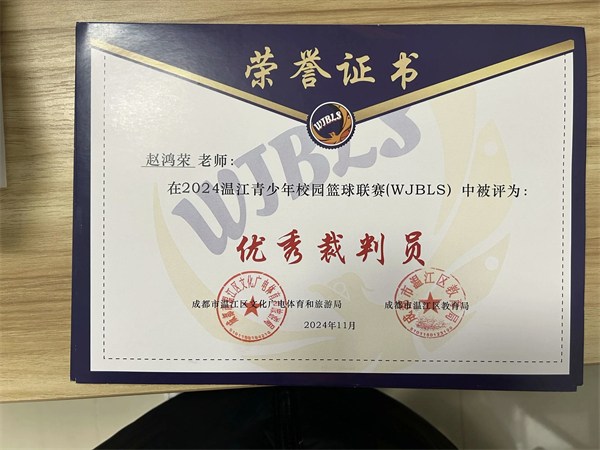 荣誉证书
WJBLS
WJBLS
赵鸿荣 老师：
在2024温江青少年校园篮球联赛(WJBLS) 中被评为：
优秀裁判员
成都市温江区文化广电体育和旅游局
成都市温江区教育局
2024年11月